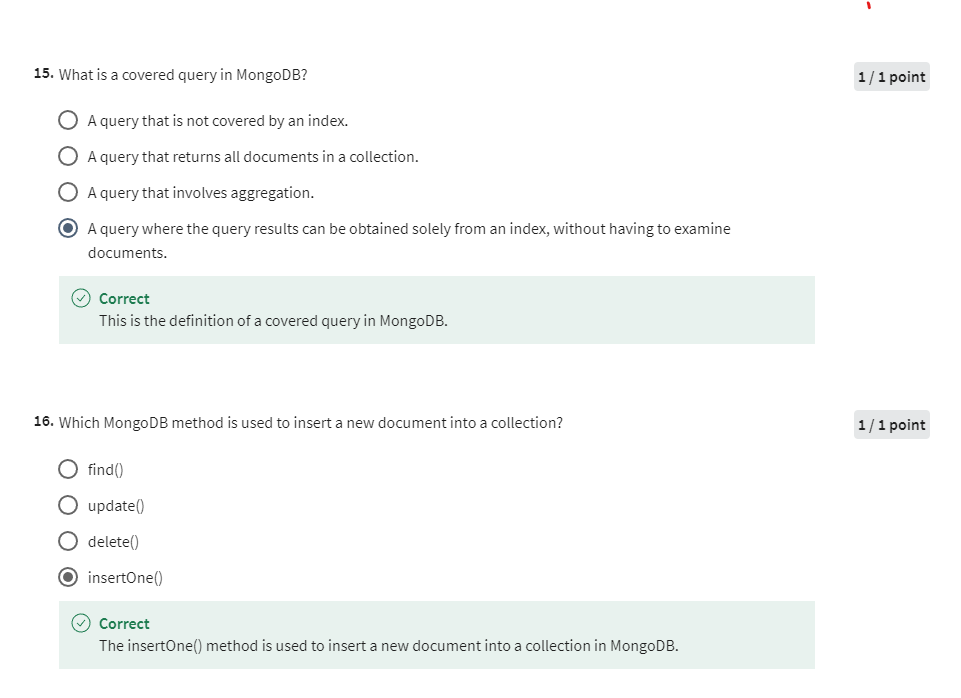 15. What is a covered query in MongoDB?
1 / 1 point
A query that is not covered by an index.
A query that returns all documents in a collection.
A query that involves aggregation.
A query where the query results can be obtained solely from an index, without having to examine
documents.
Correct
This is the definition of a covered query in MongoDB.
16. Which MongoDB method is used to insert a new document into a collection?
1 / 1 point
find()
update()
delete()
insertOne()
Correct
The insertOne() method is used to insert a new document into a collection in MongoDB.